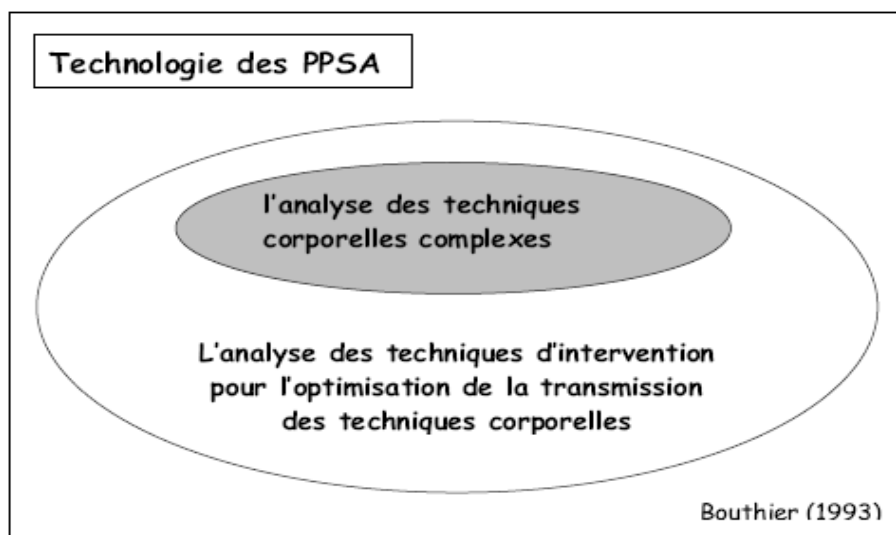 Technologie des PPSA
l'analyse des techniques
corporelles complexes
L'analyse des techniques d'intervention
pour l'optimisation de la transmission
des techniques corporelles
Bouthier (1993)